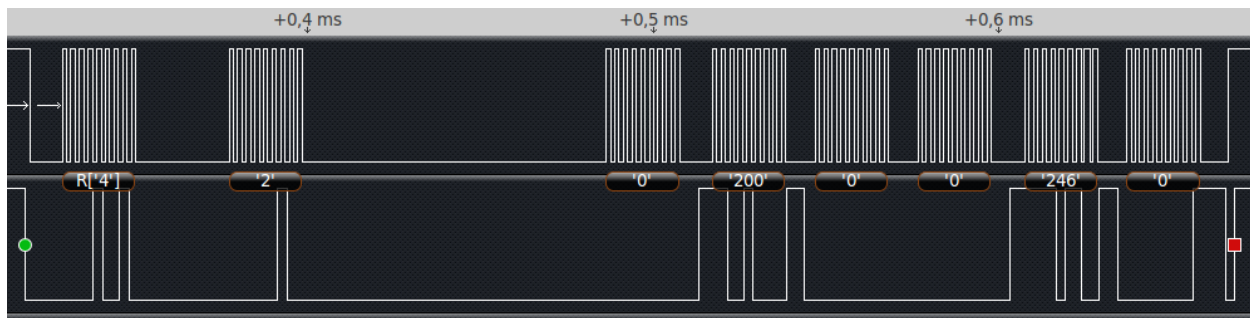 +0,4 ms +0,5 ms +0,6 ms
R['4'] '2' '0' '200' '0' '0' '246' '0'